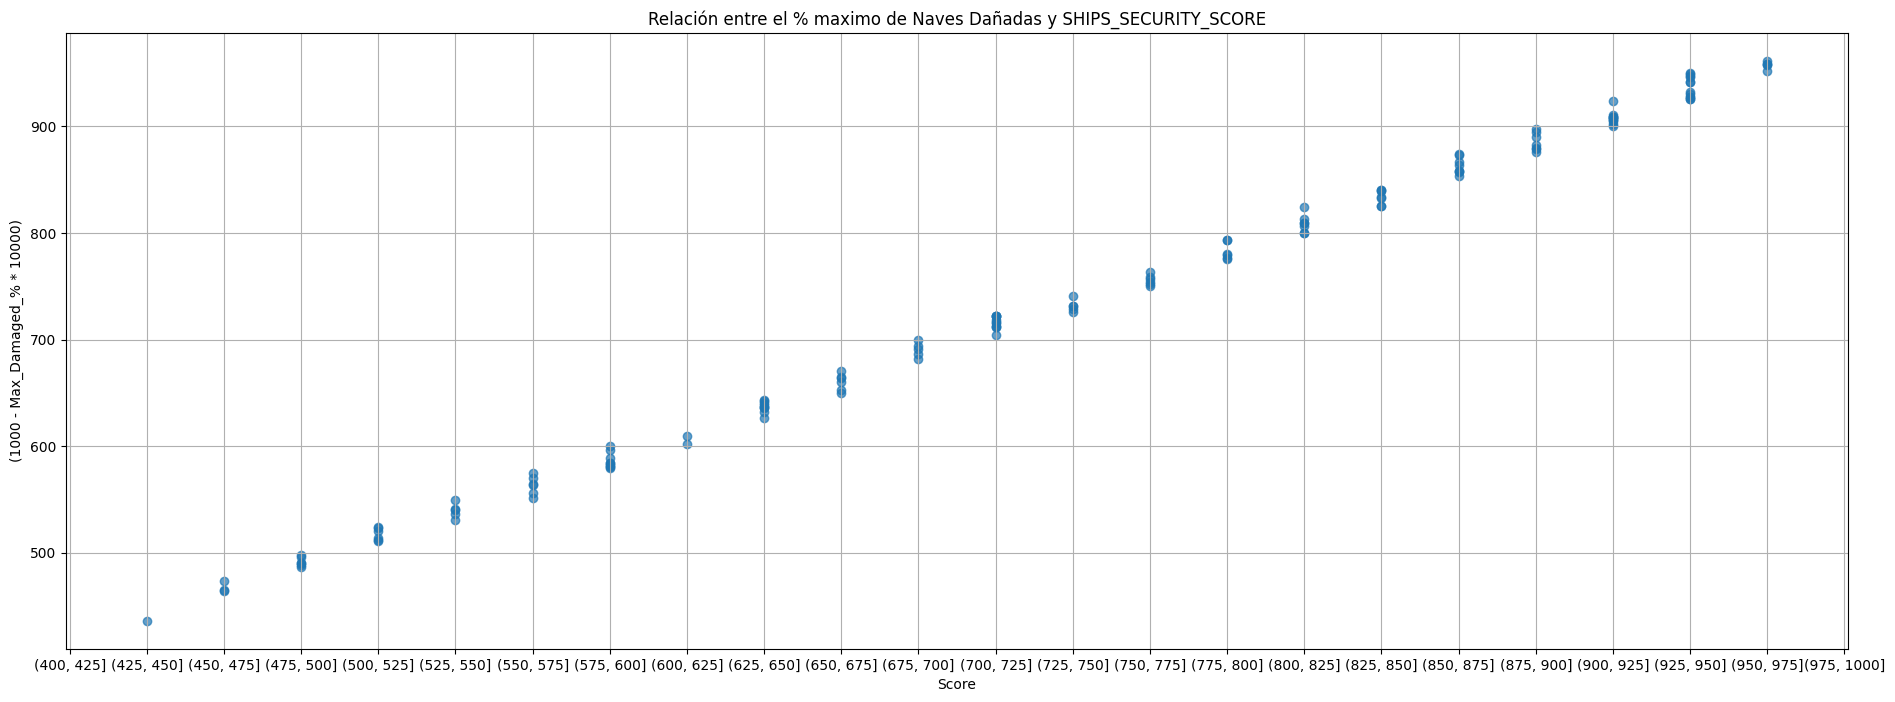 Relación entre el % maximo de Naves Dañadas y SHIPS_SECURITY_SCORE
(1000 - Max_Damaged_% * 10000)
900
800
700
600
500
(400, 425] (425, 450] (450, 475] (475, 500] (500, 525] (525, 550] (550, 575] (575, 600] (600, 625] (625, 650] (650, 675] (675, 700] (700, 725] (725, 750] (750, 775] (775, 800] (800, 825] (825, 850] (850, 875] (875, 900] (900, 925] (925, 950] (950, 975] (975, 1000]
Score